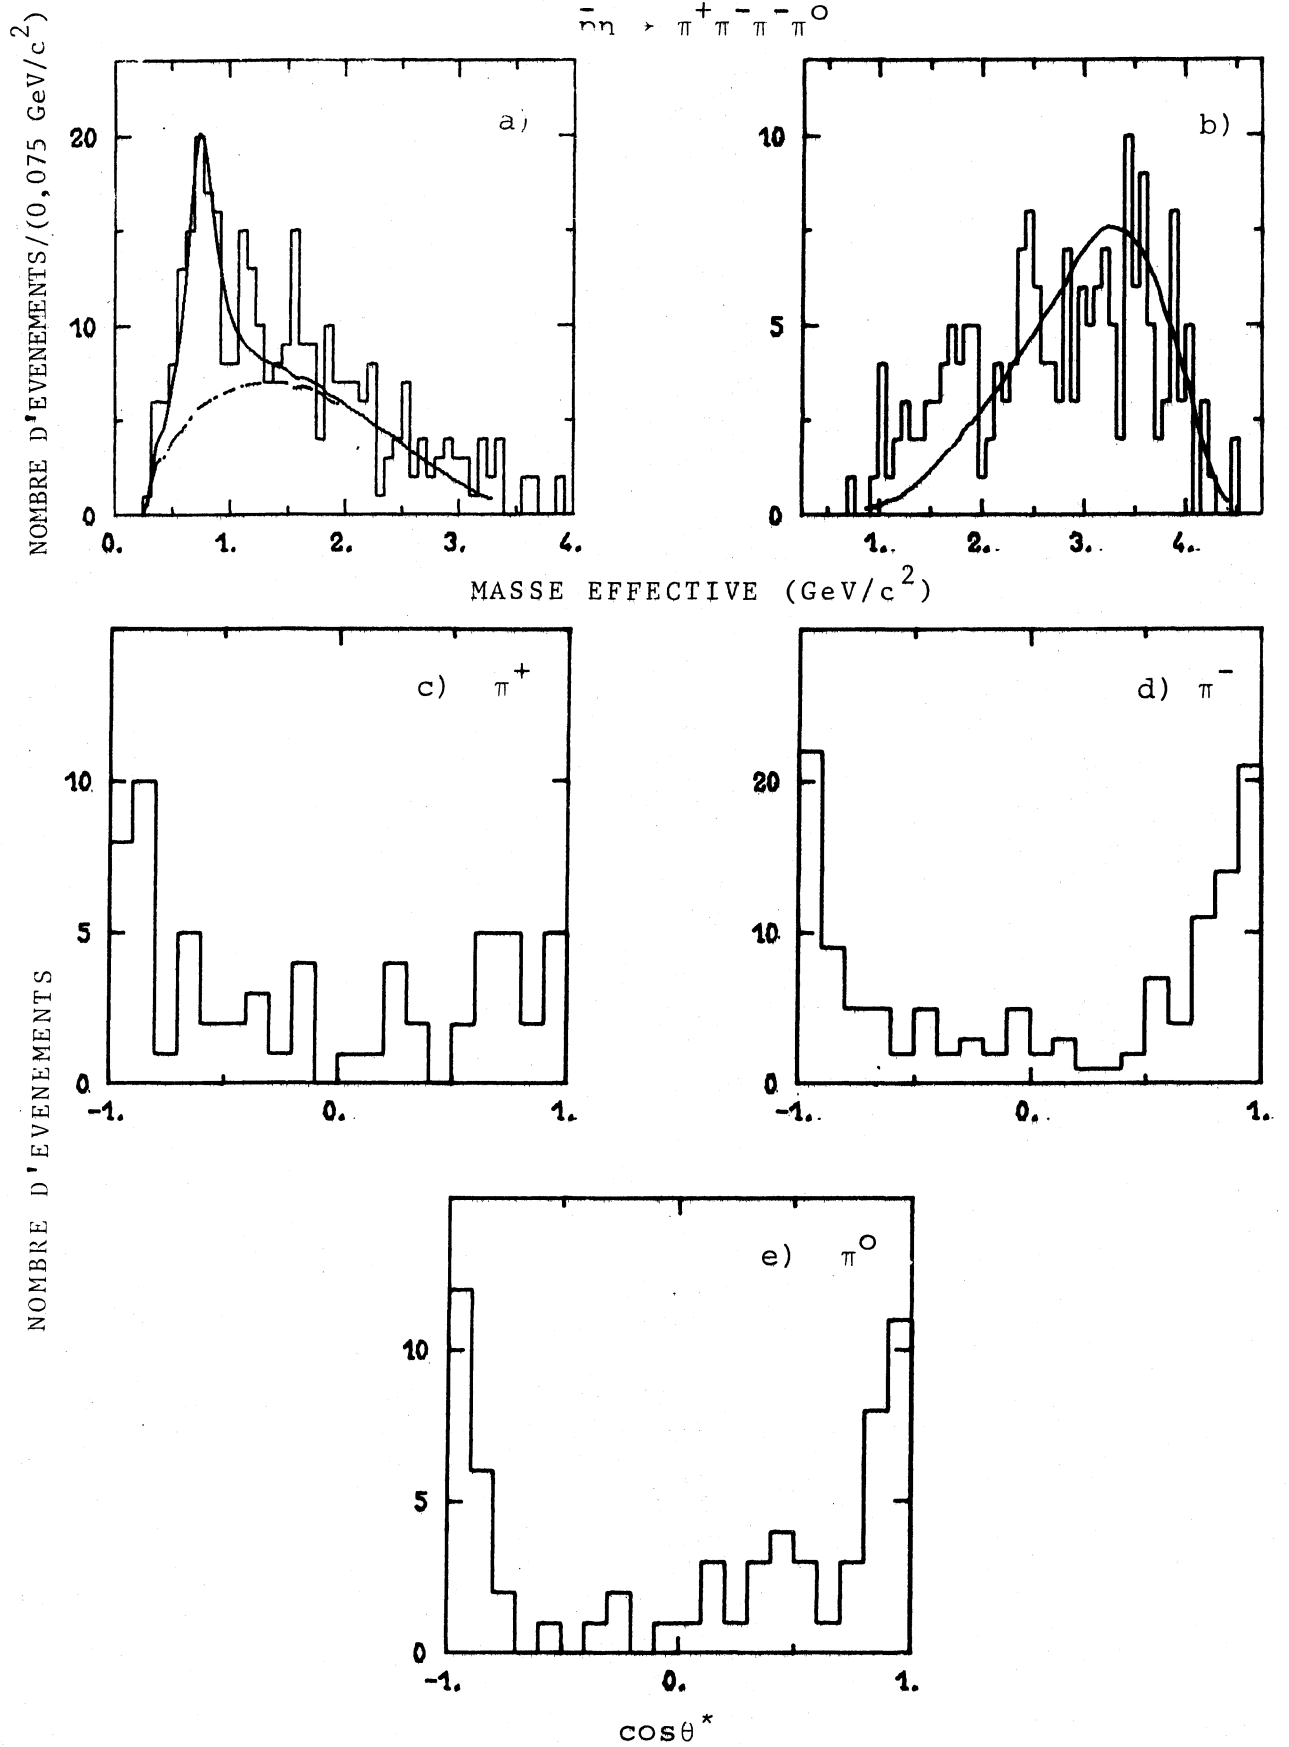 p̄n → π⁺π⁻π⁻π⁰
NOMBRE D'EVENEMENTS/(0,075 GeV/c²)
a)
20
10
0
0. 1. 2. 3. 4.
b)
10
5
0
1. 2. 3. 4.
MASSE EFFECTIVE (GeV/c²)
NOMBRE D'EVENEMENTS
c) π⁺
10
5
0
-1. 0. 1.
d) π⁻
20
10
0
-1. 0. 1.
e) π⁰
10
5
0
-1. 0. 1.
cosθ*